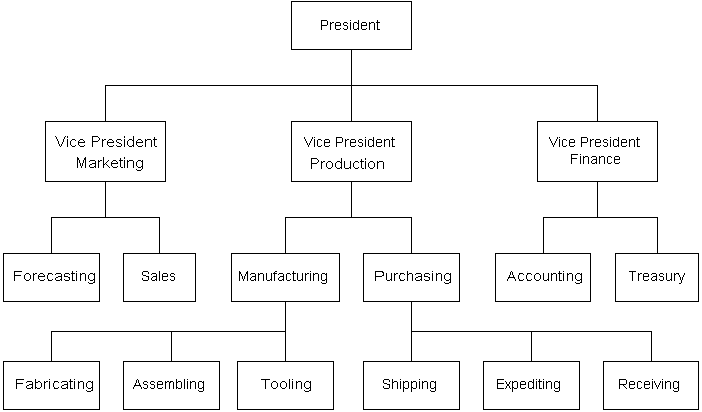 President
Vice President
Marketing
Vice President
Production
Vice President
Finance
Forecasting
Sales
Manufacturing
Purchasing
Accounting
Treasury
Fabricating
Assembling
Tooling
Shipping
Expediting
Receiving